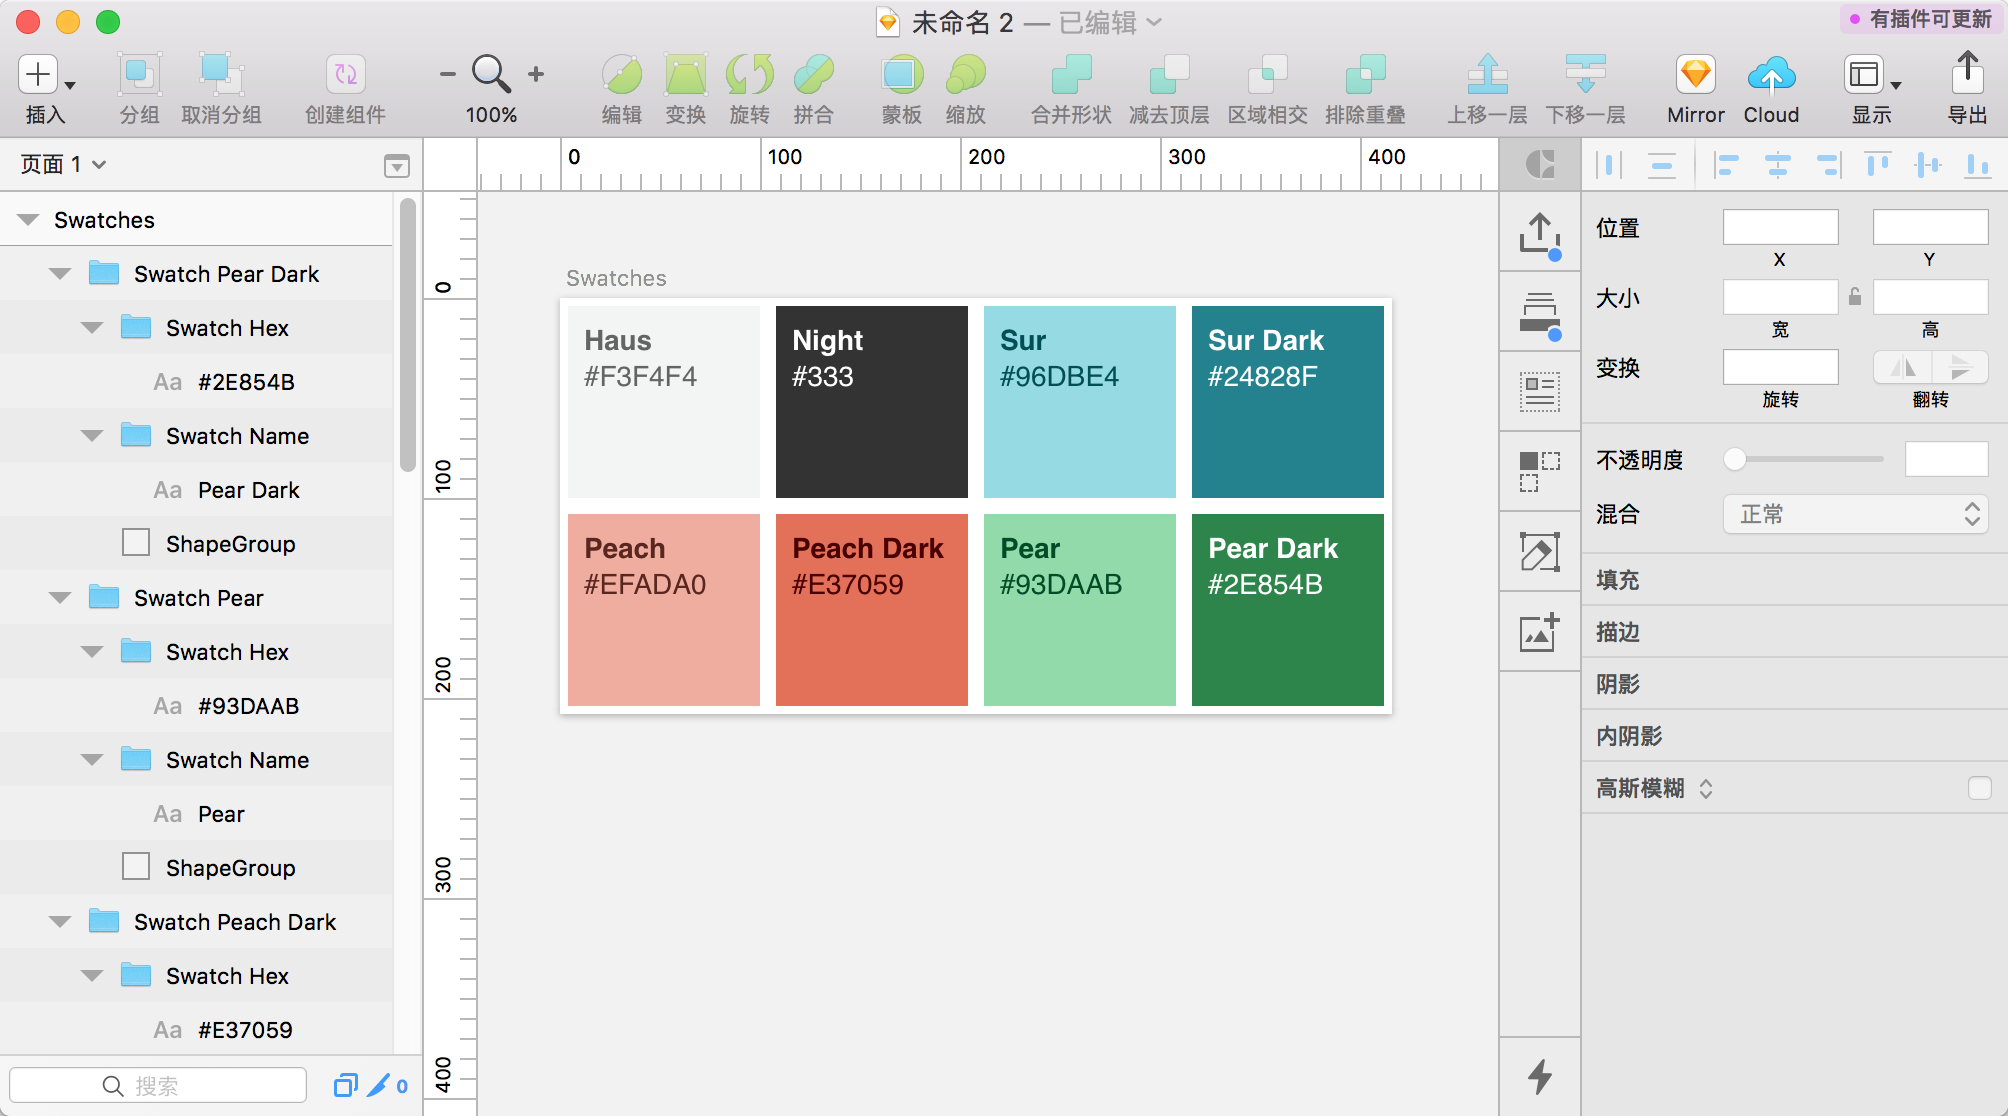 未命名 2 — 已编辑
有插件可更新
插入
分组
取消分组
创建组件
100%
编辑
变换
旋转
拼合
蒙板
缩放
合并形状
减去顶层
区域相交
排除重叠
上移一层
下移一层
Mirror
Cloud
显示
导出
页面 1
Swatches
Swatch Pear Dark
Swatch Hex
Aa #2E854B
Swatch Name
Aa Pear Dark
ShapeGroup
Swatch Pear
Swatch Hex
Aa #93DAAB
Swatch Name
Aa Pear
ShapeGroup
Swatch Peach Dark
Swatch Hex
Aa #E37059
搜索
0
0 100 200 300 400
0
100
200
300
400
Swatches
Haus
#F3F4F4
Night
#333
Sur
#96DBE4
Sur Dark
#24828F
Peach
#EFADA0
Peach Dark
#E37059
Pear
#93DAAB
Pear Dark
#2E854B
位置
X
Y
大小
宽
高
变换
旋转
翻转
不透明度
混合
正常
填充
描边
阴影
内阴影
高斯模糊